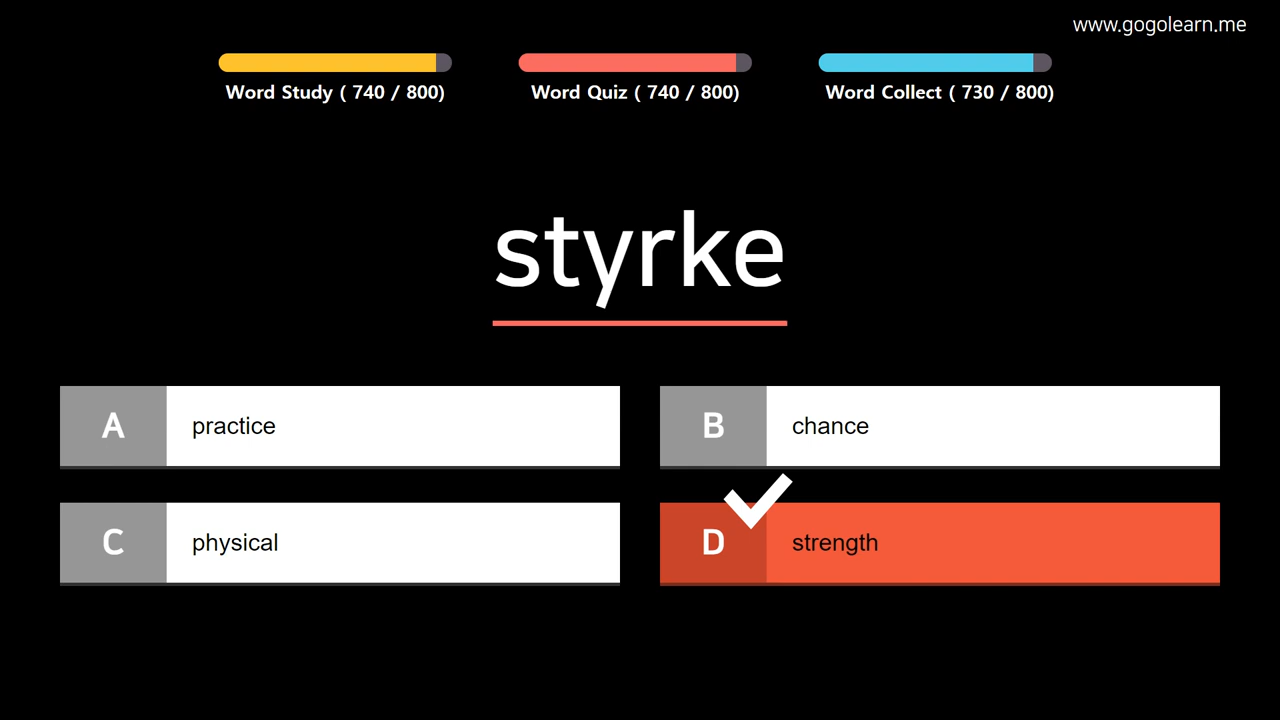 www.gogolearn.me
Word Study ( 740 / 800)
Word Quiz ( 740 / 800)
Word Collect ( 730 / 800)
styrke
A practice
B chance
C physical
D strength